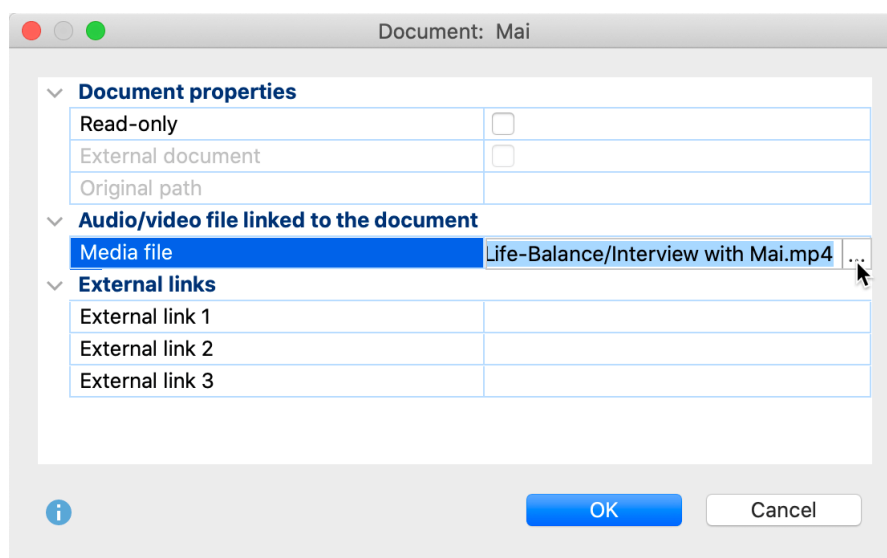 Document: Mai
Document properties
Read-only
External document
Original path
Audio/video file linked to the document
Media file Life-Balance/Interview with Mai.mp4 ...
External links
External link 1
External link 2
External link 3
i
OK Cancel